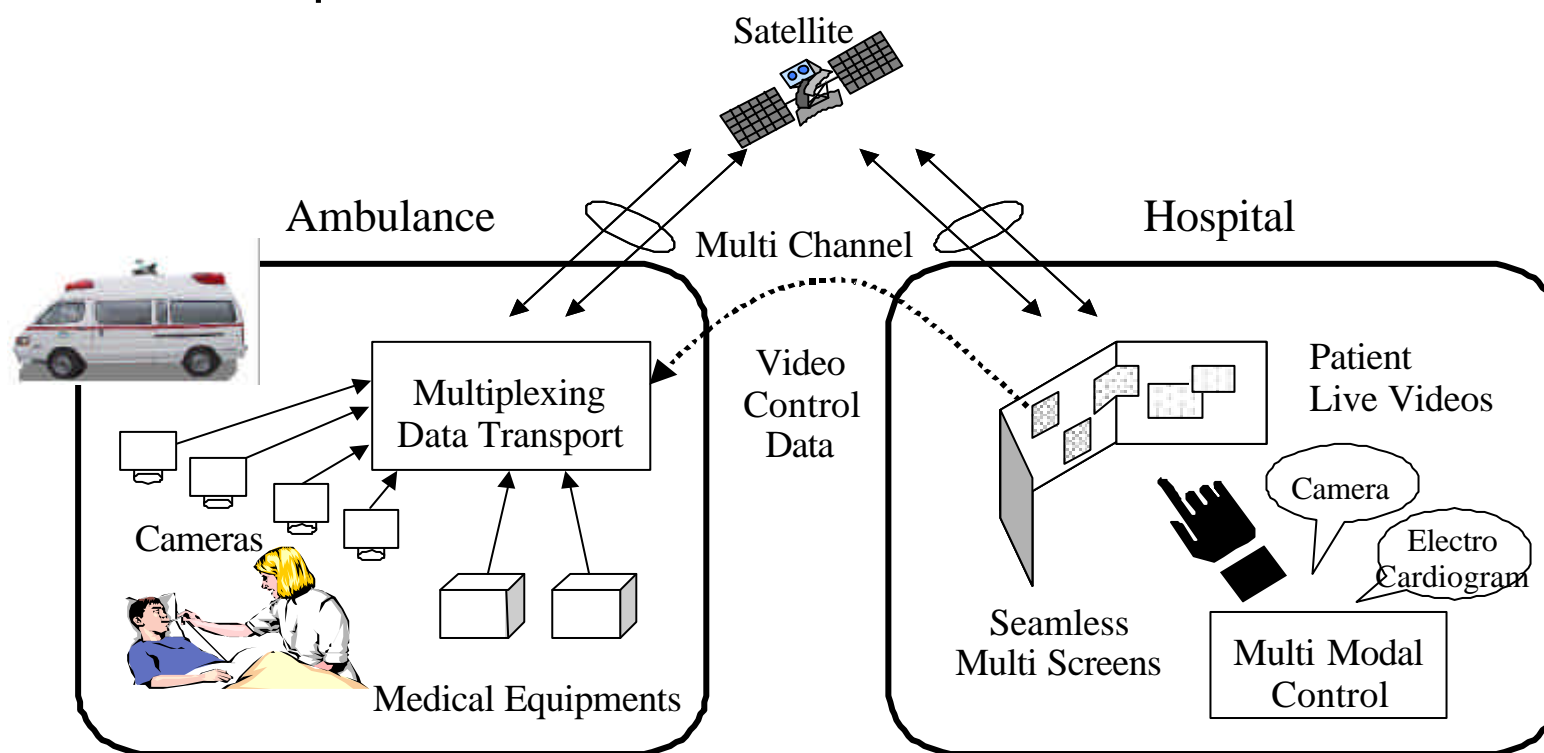 Satellite
Ambulance
Hospital
Multi Channel
Multiplexing
Data Transport
Video
Control
Data
Patient
Live Videos
Cameras
Camera
Electro
Cardiogram
Seamless
Multi Screens
Multi Modal
Control
Medical Equipments